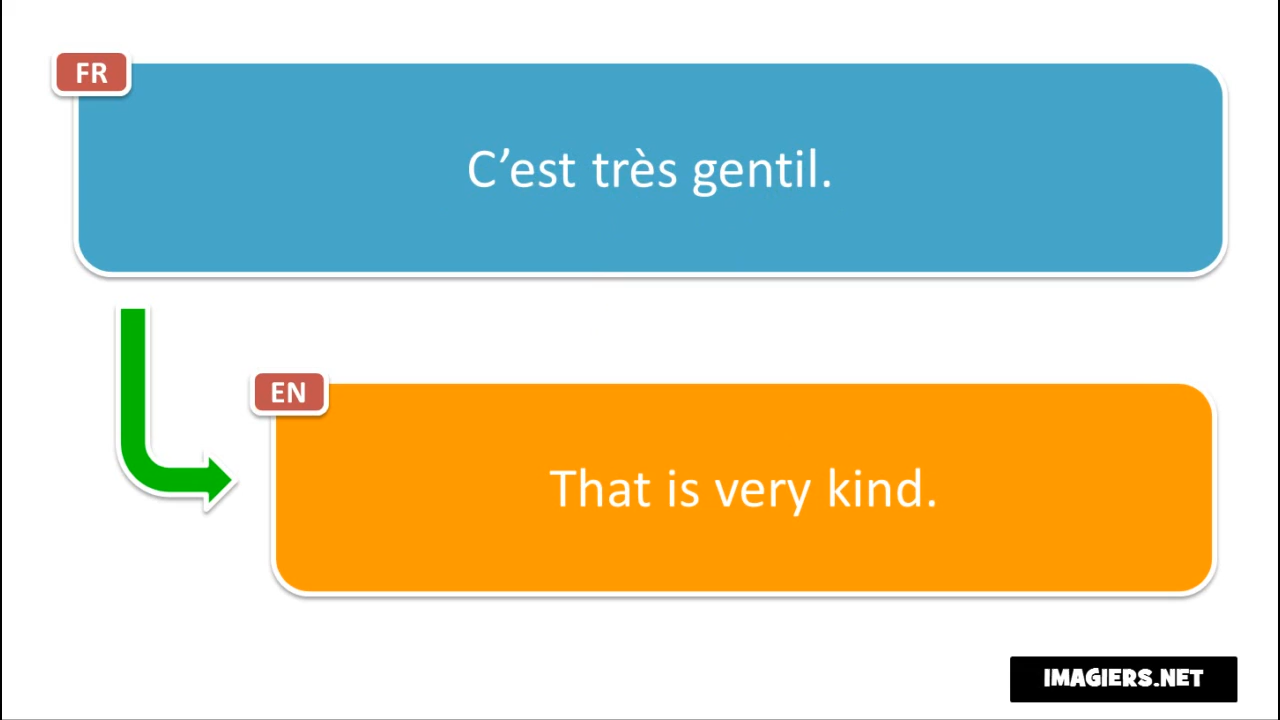 FR
C’est très gentil.
EN
That is very kind.
IMAGIERS.NET